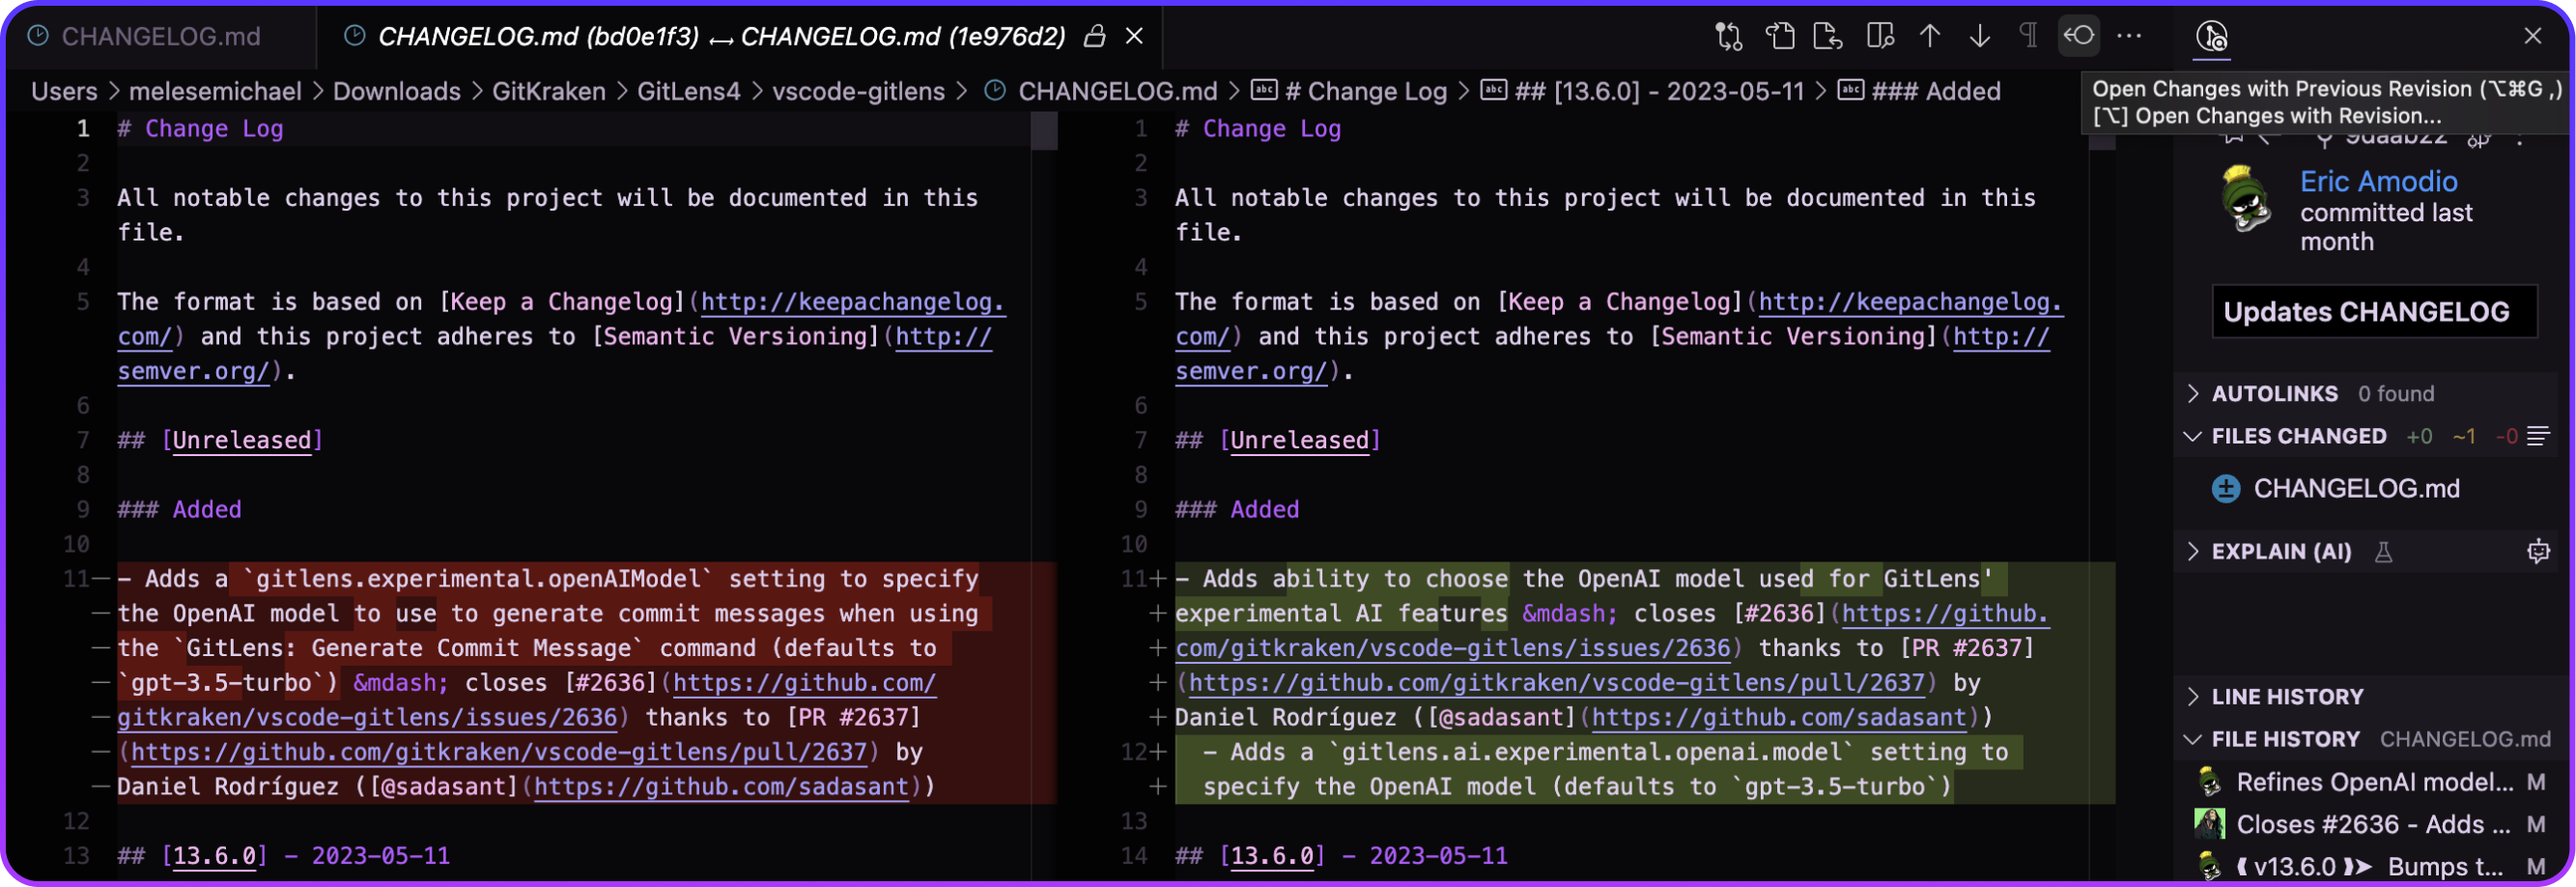 CHANGELOG.md
CHANGELOG.md (bd0e1f3) ↔ CHANGELOG.md (1e976d2)
Users > melesemichael > Downloads > GitKraken > GitLens4 > vscode-gitlens > CHANGELOG.md > # Change Log > ## [13.6.0] - 2023-05-11 > ### Added
Open Changes with Previous Revision (⌥⌘G ,)
[⌥] Open Changes with Revision...
1 # Change Log
2
3 All notable changes to this project will be documented in this
file.
4
5 The format is based on [Keep a Changelog](http://keepachangelog.
com/) and this project adheres to [Semantic Versioning](http://
semver.org/).
6
7 ## [Unreleased]
8
9 ### Added
10
11— - Adds a `gitlens.experimental.openAIModel` setting to specify
— the OpenAI model to use to generate commit messages when using
— the `GitLens: Generate Commit Message` command (defaults to
— `gpt-3.5-turbo`) &mdash; closes [#2636](https://github.com/
— gitkraken/vscode-gitlens/issues/2636) thanks to [PR #2637]
— (https://github.com/gitkraken/vscode-gitlens/pull/2637) by
— Daniel Rodríguez ([@sadasant](https://github.com/sadasant))
12
13 ## [13.6.0] - 2023-05-11
1 # Change Log
2
3 All notable changes to this project will be documented in this
file.
4
5 The format is based on [Keep a Changelog](http://keepachangelog.
com/) and this project adheres to [Semantic Versioning](http://
semver.org/).
6
7 ## [Unreleased]
8
9 ### Added
10
11+ - Adds ability to choose the OpenAI model used for GitLens'
+ experimental AI features &mdash; closes [#2636](https://github.
+ com/gitkraken/vscode-gitlens/issues/2636) thanks to [PR #2637]
+ (https://github.com/gitkraken/vscode-gitlens/pull/2637) by
+ Daniel Rodríguez ([@sadasant](https://github.com/sadasant))
12+ - Adds a `gitlens.ai.experimental.openai.model` setting to
+ specify the OpenAI model (defaults to `gpt-3.5-turbo`)
13
14 ## [13.6.0] - 2023-05-11
9daab22
Eric Amodio
committed last
month
Updates CHANGELOG
AUTOLINKS 0 found
FILES CHANGED +0 ~1 -0
CHANGELOG.md
EXPLAIN (AI)
LINE HISTORY
FILE HISTORY CHANGELOG.md
Refines OpenAI model... M
Closes #2636 - Adds ... M
v13.6.0 Bumps t... M